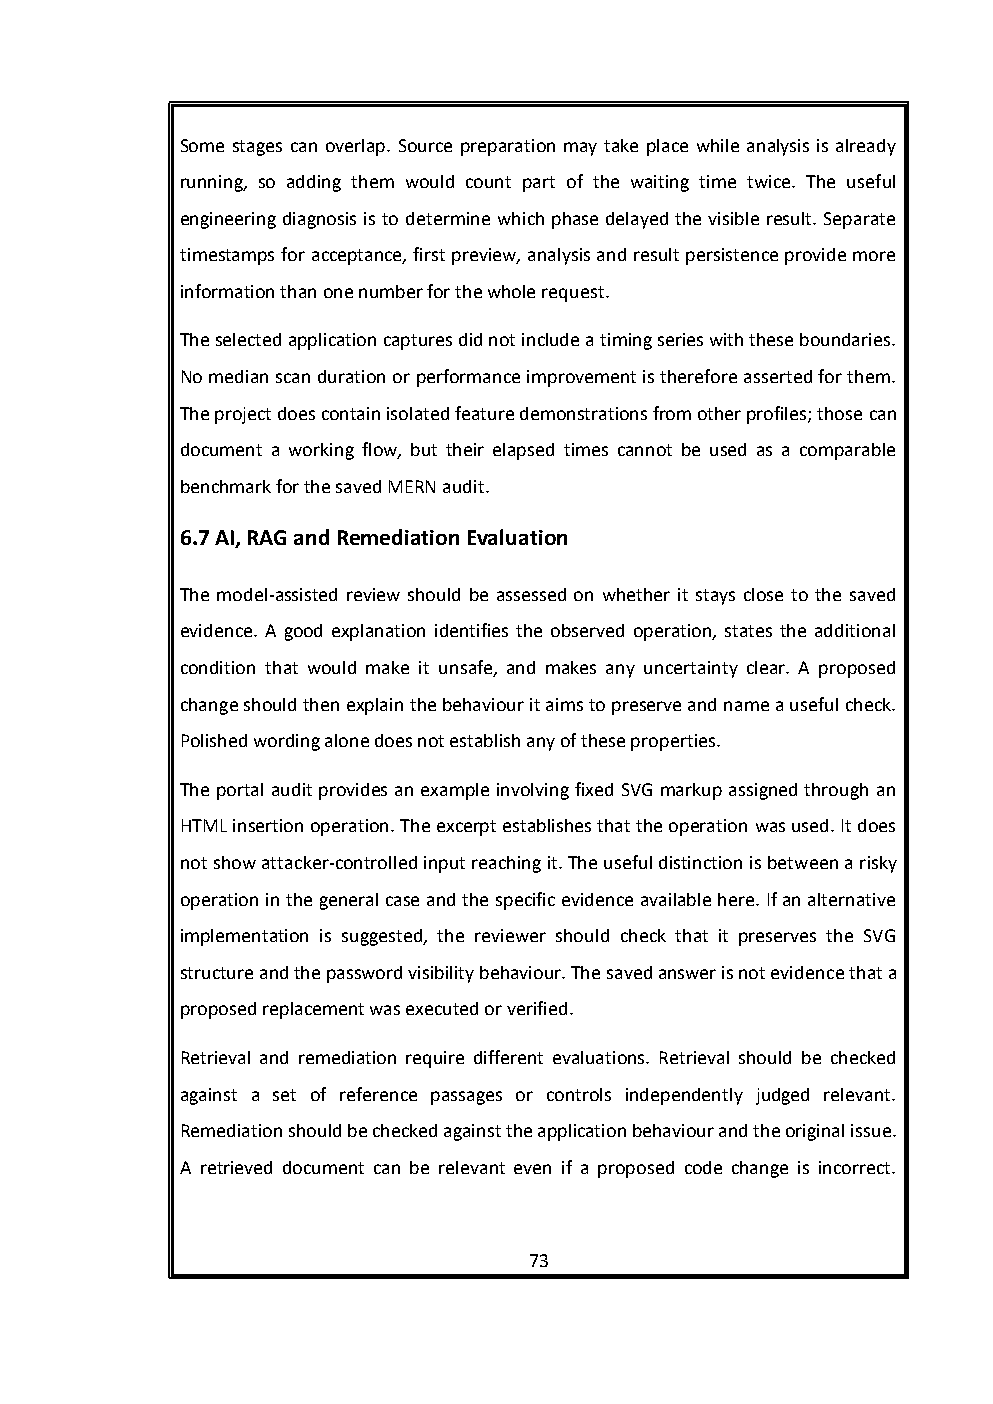 Some stages can overlap. Source preparation may take place while analysis is already
running, so adding them would count part of the waiting time twice. The useful
engineering diagnosis is to determine which phase delayed the visible result. Separate
timestamps for acceptance, first preview, analysis and result persistence provide more
information than one number for the whole request.
The selected application captures did not include a timing series with these boundaries.
No median scan duration or performance improvement is therefore asserted for them.
The project does contain isolated feature demonstrations from other profiles; those can
document a working flow, but their elapsed times cannot be used as a comparable
benchmark for the saved MERN audit.
6.7 AI, RAG and Remediation Evaluation
The model-assisted review should be assessed on whether it stays close to the saved
evidence. A good explanation identifies the observed operation, states the additional
condition that would make it unsafe, and makes any uncertainty clear. A proposed
change should then explain the behaviour it aims to preserve and name a useful check.
Polished wording alone does not establish any of these properties.
The portal audit provides an example involving fixed SVG markup assigned through an
HTML insertion operation. The excerpt establishes that the operation was used. It does
not show attacker-controlled input reaching it. The useful distinction is between a risky
operation in the general case and the specific evidence available here. If an alternative
implementation is suggested, the reviewer should check that it preserves the SVG
structure and the password visibility behaviour. The saved answer is not evidence that a
proposed replacement was executed or verified.
Retrieval and remediation require different evaluations. Retrieval should be checked
against a set of reference passages or controls independently judged relevant.
Remediation should be checked against the application behaviour and the original issue.
A retrieved document can be relevant even if a proposed code change is incorrect.
73